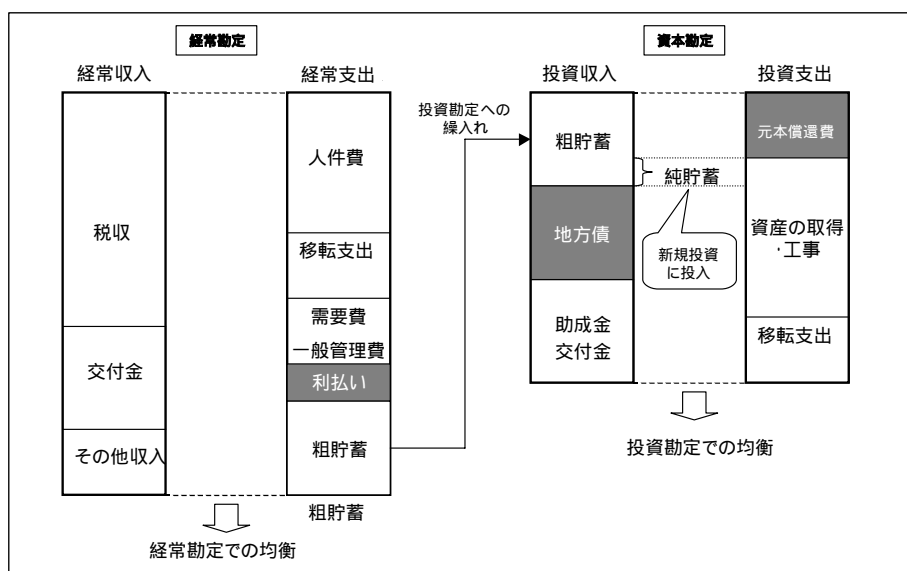 経常勘定
資本勘定
経常収入
経常支出
投資収入
投資支出
税収
交付金
その他収入
人件費
移転支出
需要費
一般管理費
利払い
粗貯蓄
粗貯蓄
経常勘定での均衡
投資勘定への
繰入れ
粗貯蓄
地方債
助成金
交付金
純貯蓄
新規投資
に投入
元本償還費
資産の取得
・工事
移転支出
投資勘定での均衡